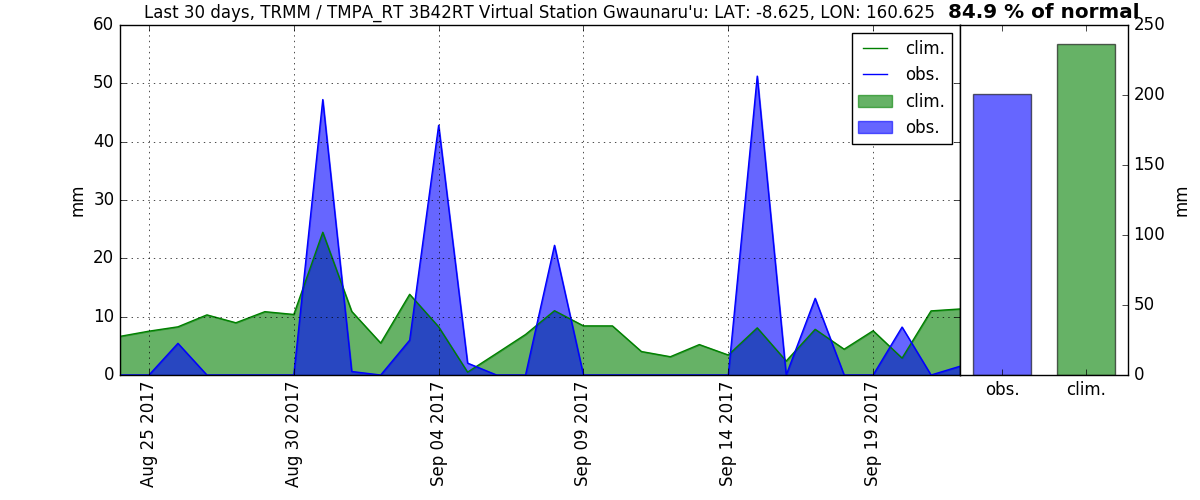 Last 30 days, TRMM / TMPA_RT 3B42RT Virtual Station Gwaunaru'u: LAT: -8.625, LON: 160.625
84.9 % of normal
60
50
40
30
20
10
0
mm
clim.
obs.
clim.
obs.
Aug 25 2017
Aug 30 2017
Sep 04 2017
Sep 09 2017
Sep 14 2017
Sep 19 2017
250
200
150
100
50
0
mm
obs.
clim.